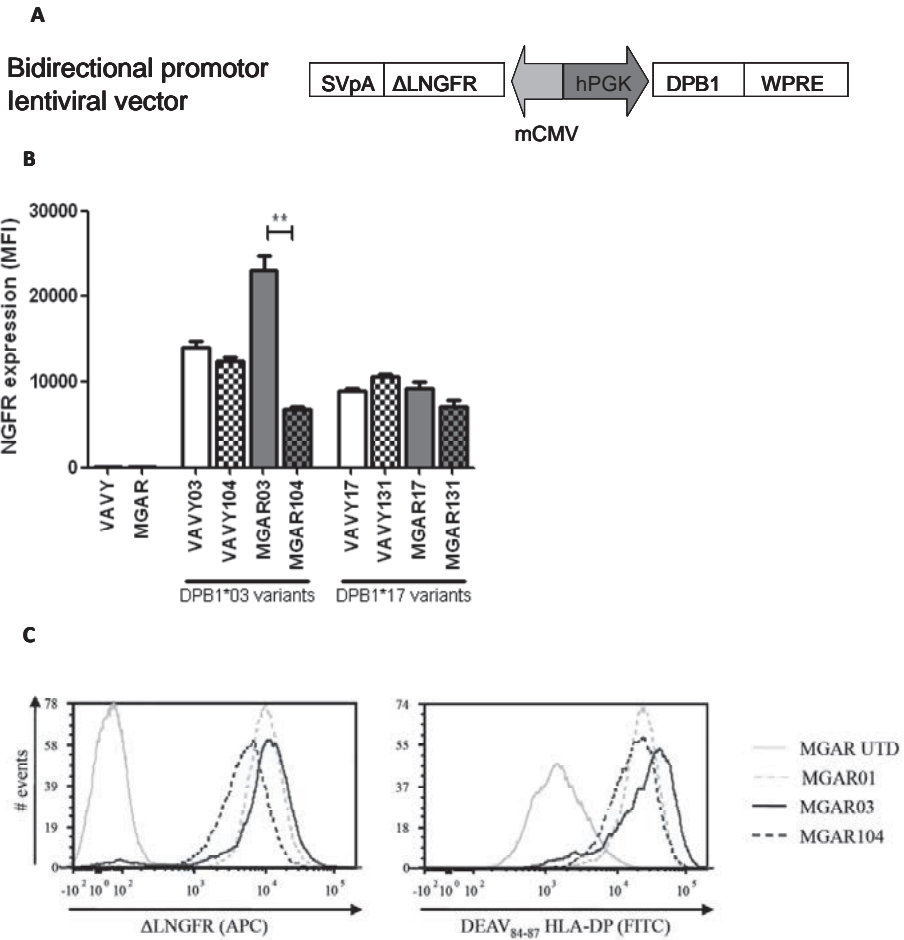 A
Bidirectional promotor
lentiviral vector
SVpA ΔLNGFR hPGK DPB1 WPRE
mCMV
B
NGFR expression (MFI)
30000
20000
10000
0
**
VAVY
MGAR
VAVY03
VAVY104
MGAR03
MGAR104
VAVY17
VAVY131
MGAR17
MGAR131
DPB1*03 variants
DPB1*17 variants
C
# events
78
58
39
19
0
-10² 10⁰ 10² 10³ 10⁴ 10⁵
ΔLNGFR (APC)
74
55
37
18
0
-10² 10⁰ 10² 10³ 10⁴ 10⁵
DEAV₈₄₋₈₇ HLA-DP (FITC)
MGAR UTD
MGAR01
MGAR03
MGAR104